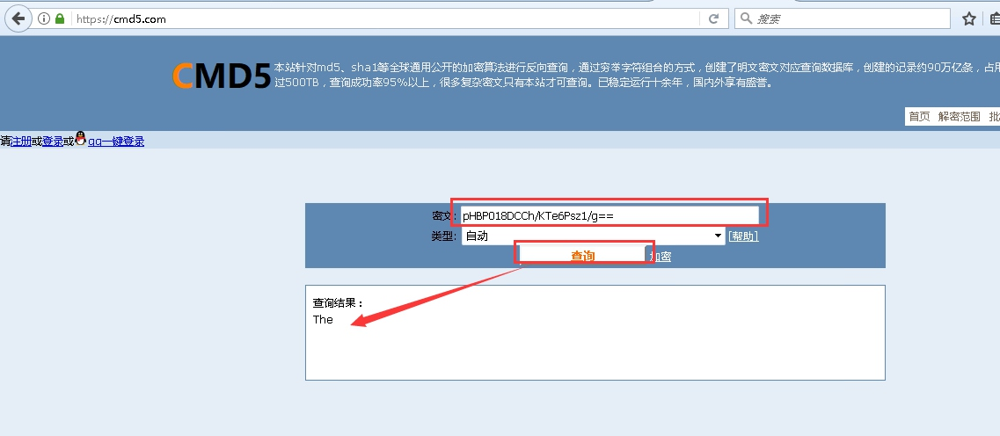 https://cmd5.com
搜索
CMD5
本站针对md5、sha1等全球通用公开的加密算法进行反向查询，通过穷举字符组合的方式，创建了明文密文对应查询数据库，创建的记录约90万亿条，占用
过500TB，查询成功率95%以上，很多复杂密文只有本站才可查询。已稳定运行十余年，国内外享有盛誉。
首页 解密范围 批
请注册或登录或qq一键登录
密文: pHBP018DCCh/KTe6Psz1/g==
类型: 自动 [帮助]
查询 加密
查询结果：
The